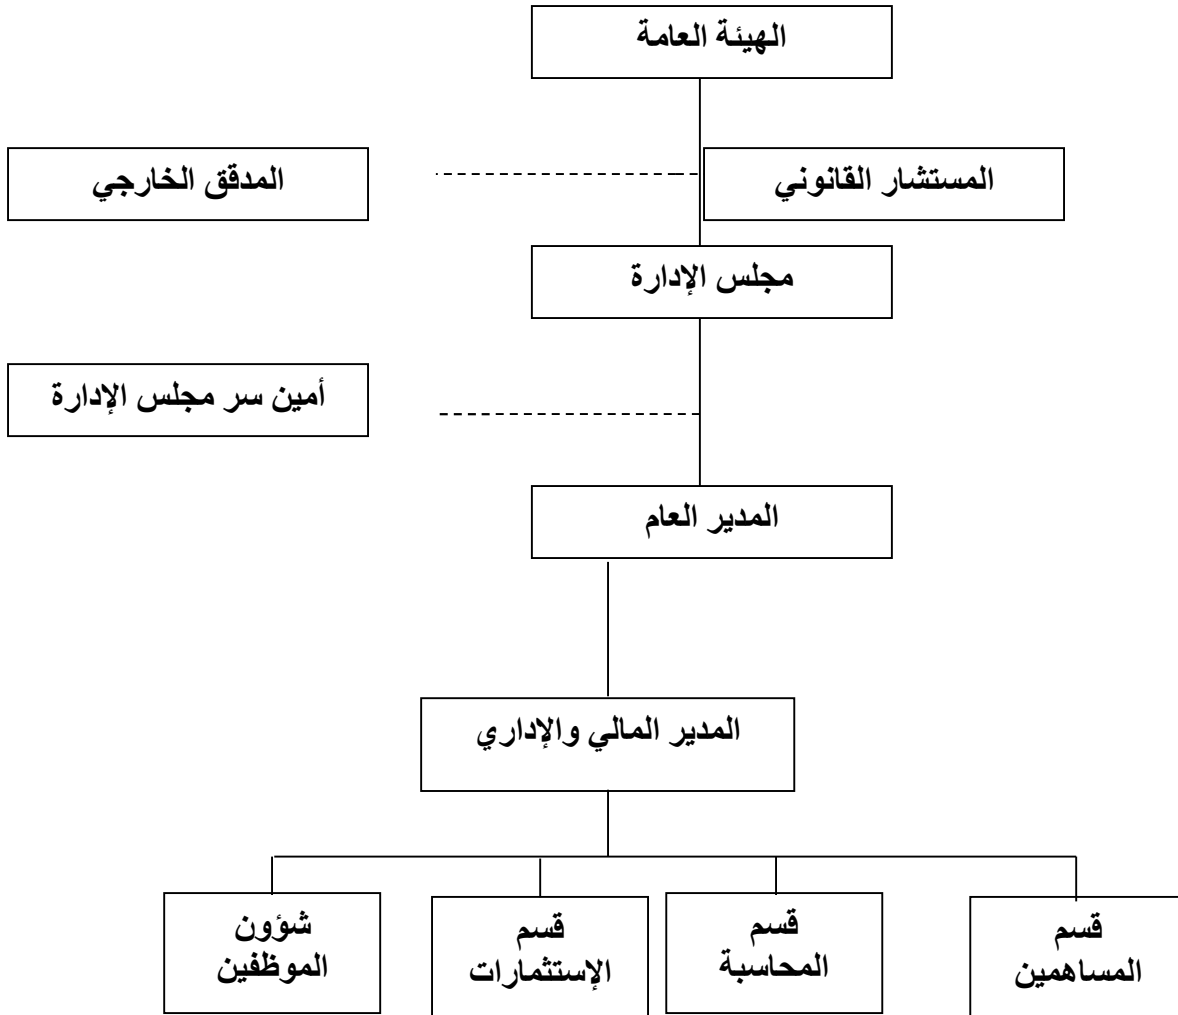 الهيئة العامة
المستشار القانوني
المدقق الخارجي
مجلس الإدارة
أمين سر مجلس الإدارة
المدير العام
المدير المالي والإداري
قسم
المساهمين
قسم
المحاسبة
قسم
الإستثمارات
شؤون
الموظفين